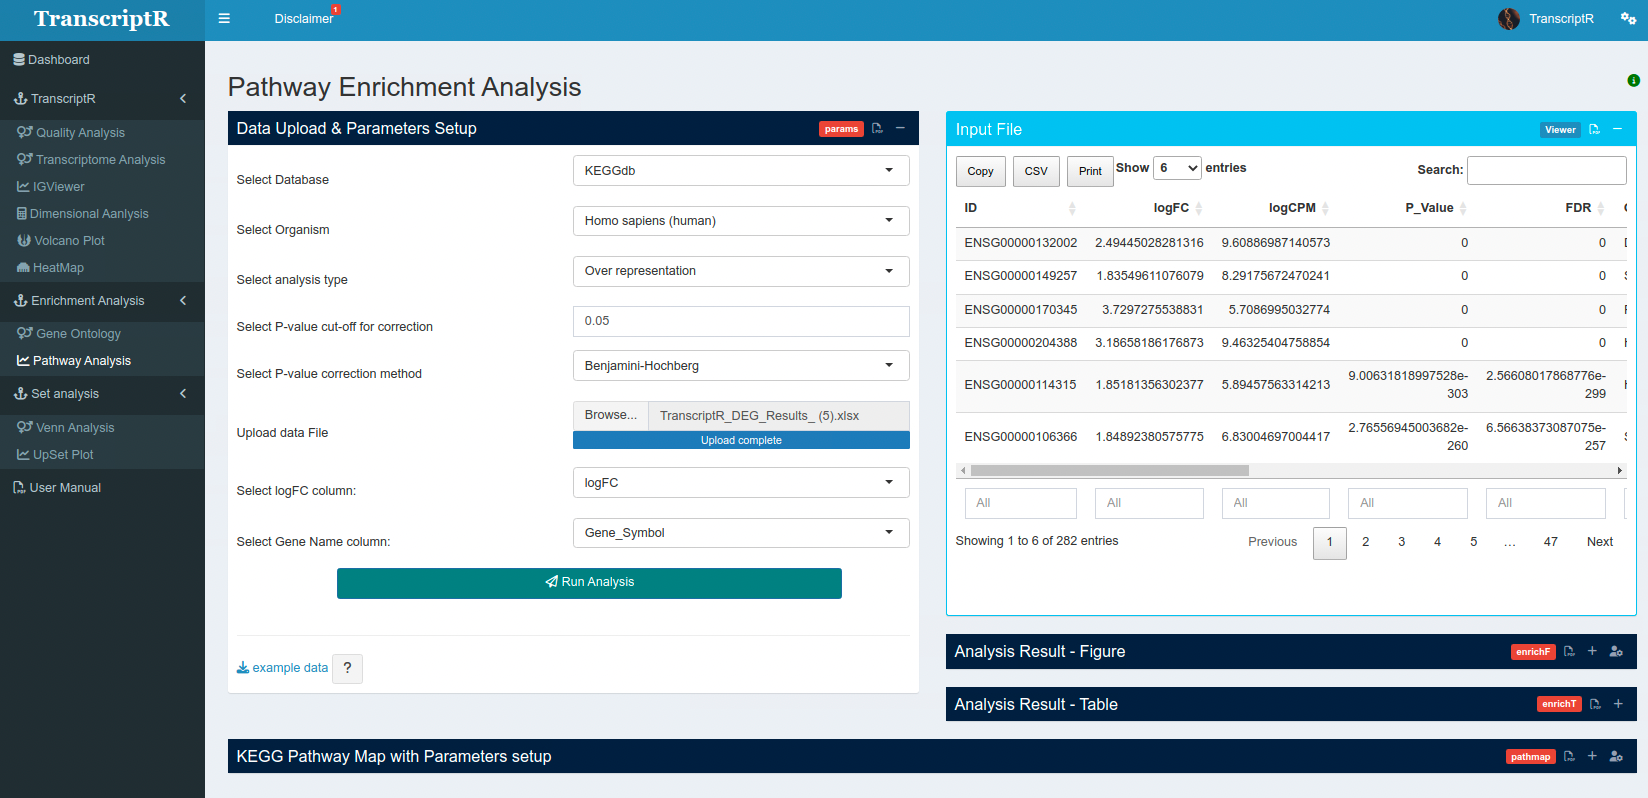 TranscriptR
Disclaimer
1
TranscriptR
Dashboard
TranscriptR
Quality Analysis
Transcriptome Analysis
IGViewer
Dimensional Aanlysis
Volcano Plot
HeatMap
Enrichment Analysis
Gene Ontology
Pathway Analysis
Set analysis
Venn Analysis
UpSet Plot
User Manual
Pathway Enrichment Analysis
Data Upload & Parameters Setup
params
Select Database
KEGGdb
Select Organism
Homo sapiens (human)
Select analysis type
Over representation
Select P-value cut-off for correction
0.05
Select P-value correction method
Benjamini-Hochberg
Upload data File
Browse... TranscriptR_DEG_Results_ (5).xlsx
Upload complete
Select logFC column:
logFC
Select Gene Name column:
Gene_Symbol
Run Analysis
example data ?
Input File
Viewer
Copy CSV Print Show 6 entries Search:
ID logFC logCPM P_Value FDR
ENSG00000132002 2.49445028281316 9.60886987140573 0 0
ENSG00000149257 1.83549611076079 8.29175672470241 0 0
ENSG00000170345 3.7297275538831 5.7086995032774 0 0
ENSG00000204388 3.18658186176873 9.46325404758854 0 0
ENSG00000114315 1.85181356302377 5.89457563314213 9.00631818997528e-303 2.56608017868776e-299
ENSG00000106366 1.84892380575775 6.83004697004417 2.76556945003682e-260 6.56638373087075e-257
All All All All All
Showing 1 to 6 of 282 entries
Previous 1 2 3 4 5 … 47 Next
Analysis Result - Figure
enrichF
Analysis Result - Table
enrichT
KEGG Pathway Map with Parameters setup
pathmap